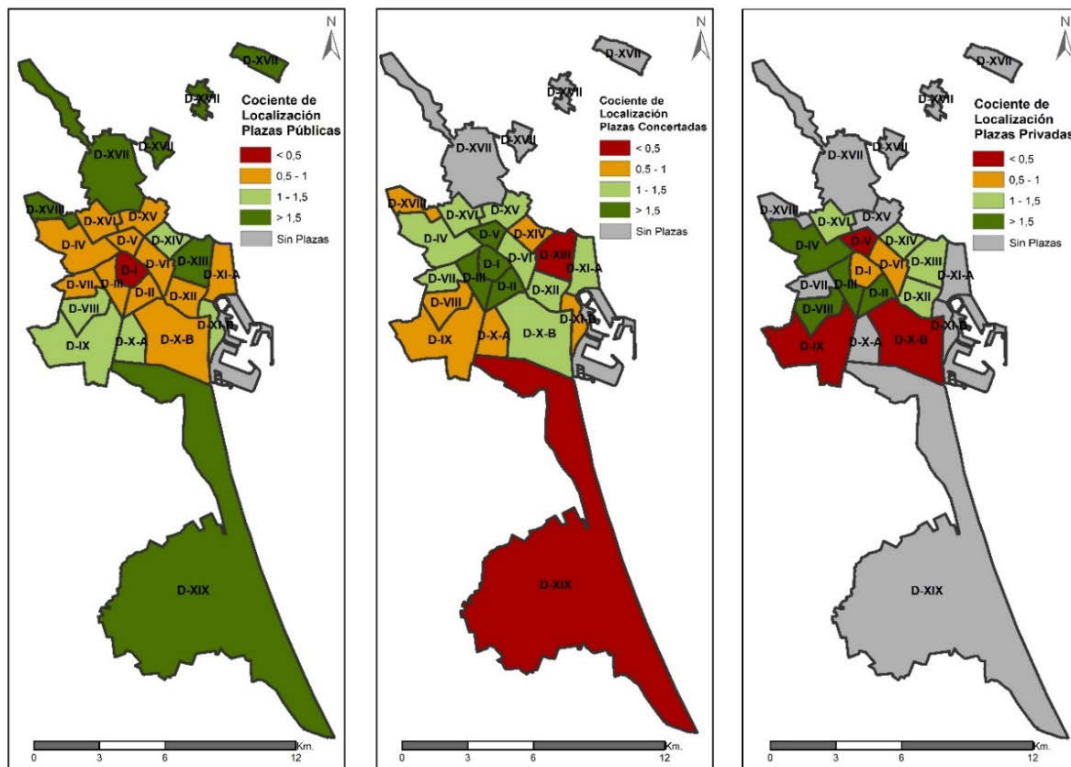 N
D-XVII
D-XVII
D-XVII
D-XVII
Cociente de
Localización
Plazas Públicas
< 0,5
0,5 - 1
1 - 1,5
> 1,5
Sin Plazas
D-XVIII
D-XVI
D-XV
D-IV
D-V
D-XIV
D-XIII
D-I
D-VI
D-XI-A
D-VII
D-III
D-II
D-XII
D-VIII
D-XI-B
D-IX
D-X-A
D-X-B
D-XIX
0 3 6 12
Km.
N
D-XVII
D-XVII
D-XVII
D-XVII
Cociente de
Localización
Plazas Concertadas
< 0,5
0,5 - 1
1 - 1,5
> 1,5
Sin Plazas
D-XVIII
D-XVI
D-XV
D-IV
D-V
D-XIV
D-XIII
D-I
D-VI
D-XI-A
D-VII
D-III
D-II
D-XII
D-VIII
D-XI-B
D-IX
D-X-A
D-X-B
D-XIX
0 3 6 12
Km.
N
D-XVII
D-XVII
D-XVII
D-XVII
Cociente de
Localización
Plazas Privadas
< 0,5
0,5 - 1
1 - 1,5
> 1,5
Sin Plazas
D-XVIII
D-XVI
D-XV
D-IV
D-V
D-XIV
D-XIII
D-I
D-VI
D-XI-A
D-VII
D-III
D-II
D-XII
D-VIII
D-XI-B
D-IX
D-X-A
D-X-B
D-XIX
0 3 6 12
Km.